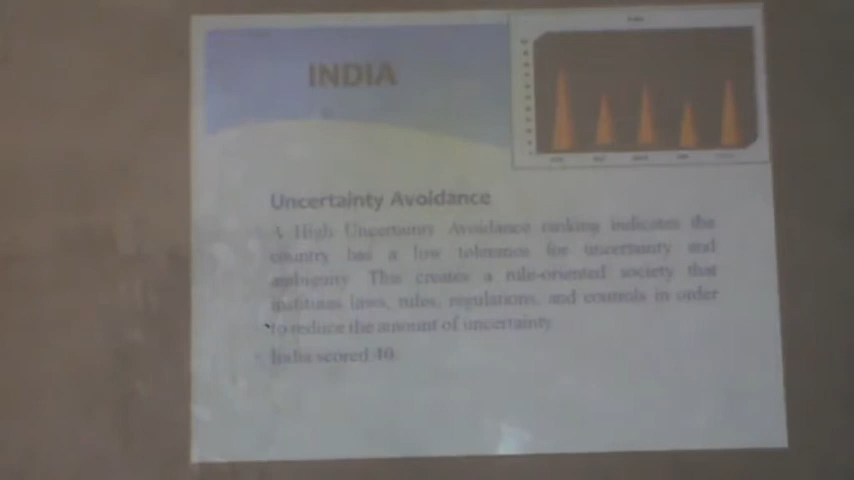 INDIA
Uncertainty Avoidance
A High Uncertainty Avoidance ranking indicates the
country has a low tolerance for uncertainty and
ambiguity. This creates a rule-oriented society that
institutes laws, rules, regulations, and controls in order
to reduce the amount of uncertainty.
India scored 40.